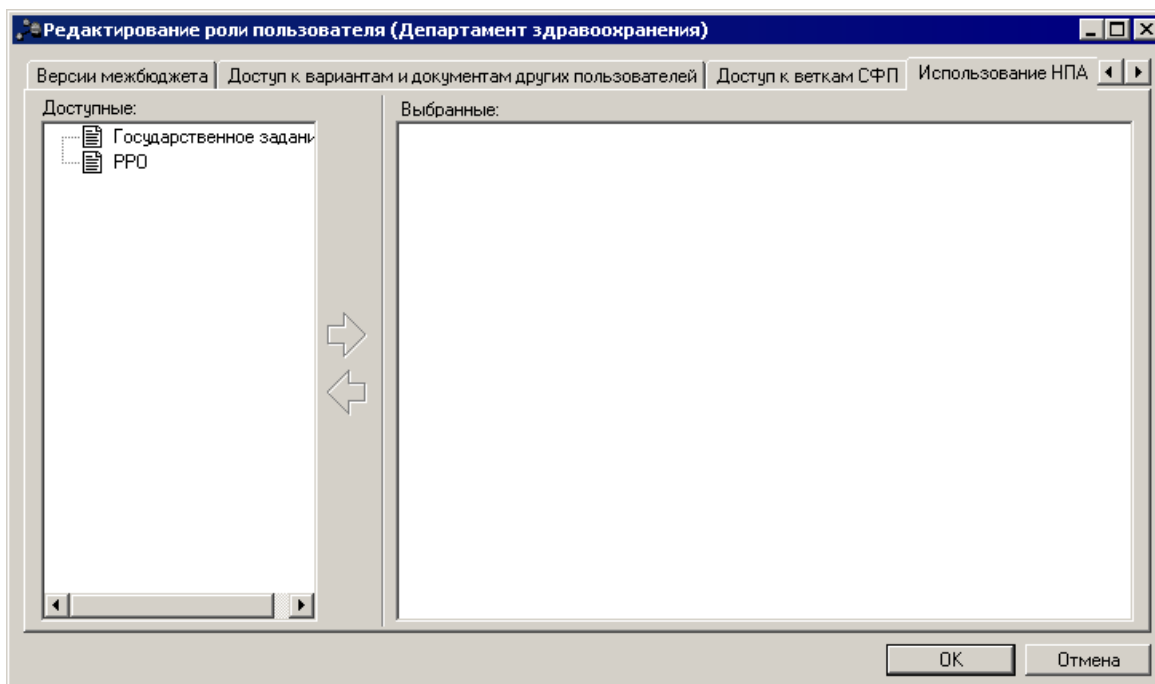 Редактирование роли пользователя (Департамент здравоохранения)
Версии межбюджета Доступ к вариантам и документам других пользователей Доступ к веткам СФП Использование НПА
Доступные: Выбранные:
Государственное задани
РРО
OK Отмена